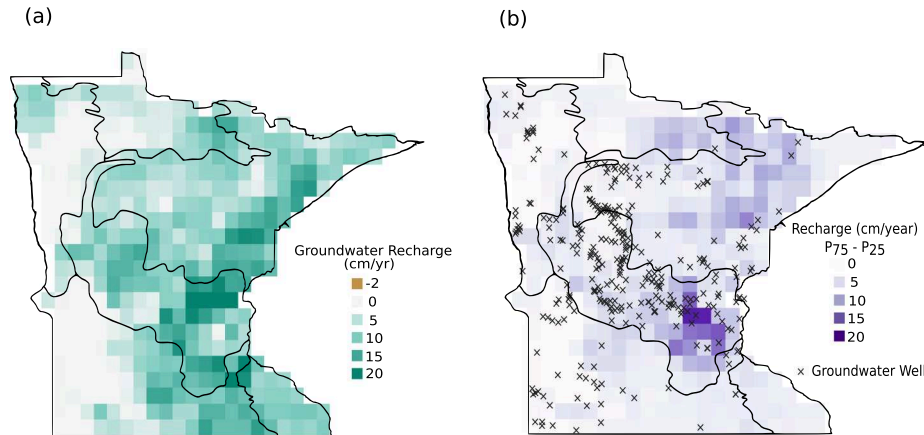 (a)
Groundwater Recharge
(cm/yr)
-2
0
5
10
15
20
(b)
Recharge (cm/year)
P75 - P25
0
5
10
15
20
× Groundwater Well